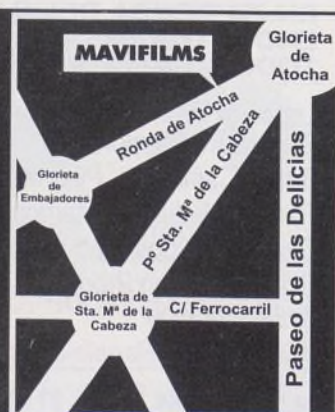 MAVIFILMS
Glorieta
de
Atocha
Ronda de Atocha
Pº Sta. Mª de la Cabeza
Paseo de las Delicias
Glorieta
de
Embajadores
Glorieta de
Sta. Mª de la
Cabeza
C/ Ferrocarril